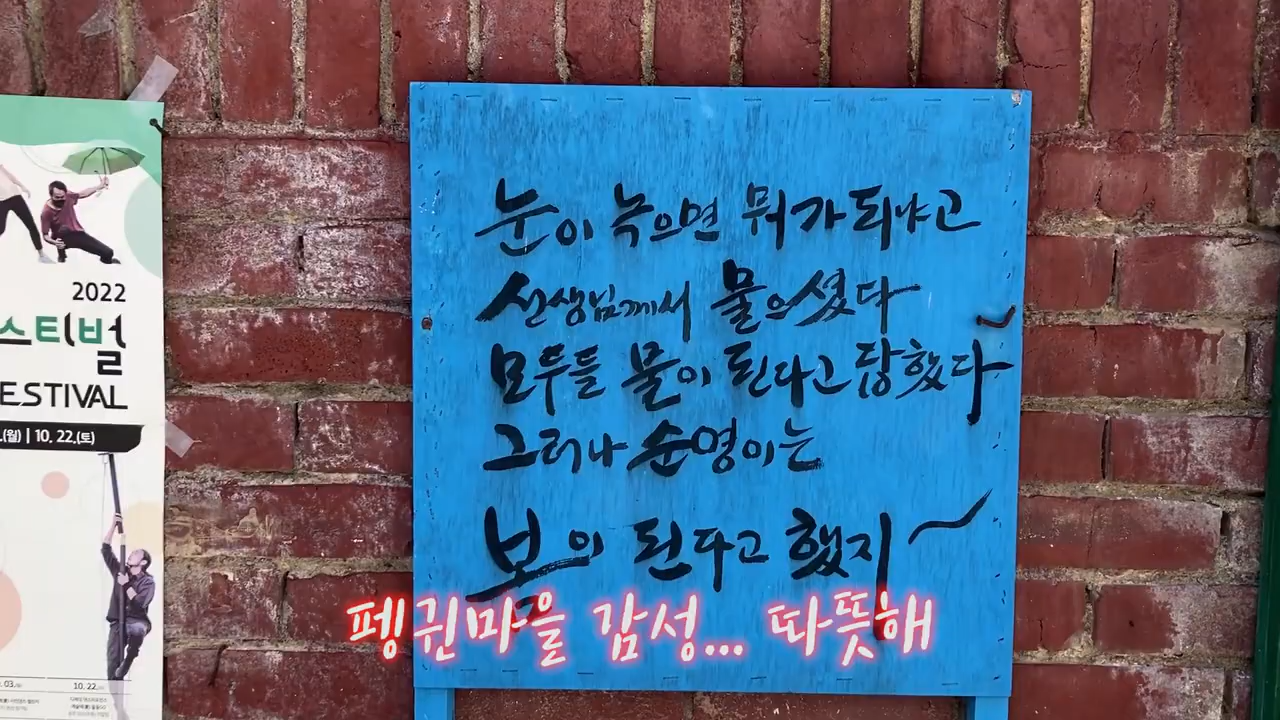 2022
스티벌
ESTIVAL
.(월) | 10. 22.(토)
10. 22.
눈이 녹으면 뭐가 되냐고
선생님께서 물으셨다
모두들 물이 된다고 답했다
그러나 순영이는
봄이 된다고 했지~
펭귄마을 감성... 따뜻해